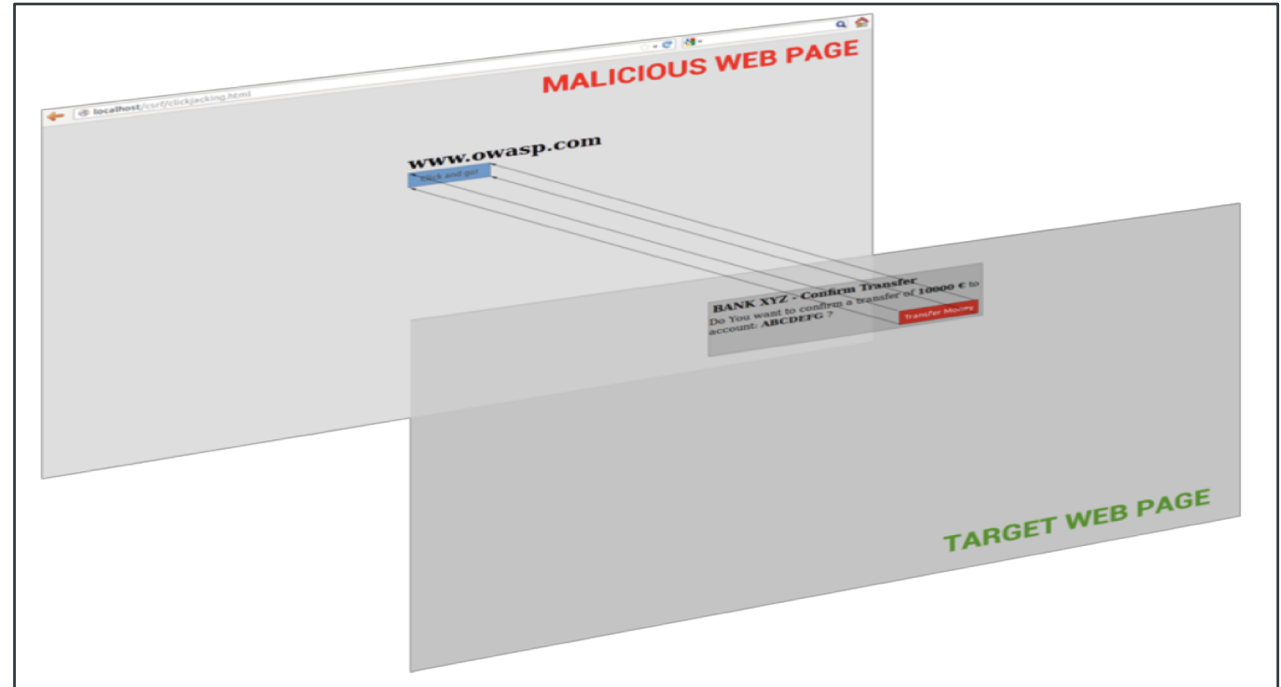 MALICIOUS WEB PAGE
localhost/csrf/clickjacking.html
www.owasp.com
Click and go!
BANK XYZ - Confirm Transfer
Do You want to confirm a transfer of 10000 € to
account: ABCDEFG ?
Transfer Money
TARGET WEB PAGE